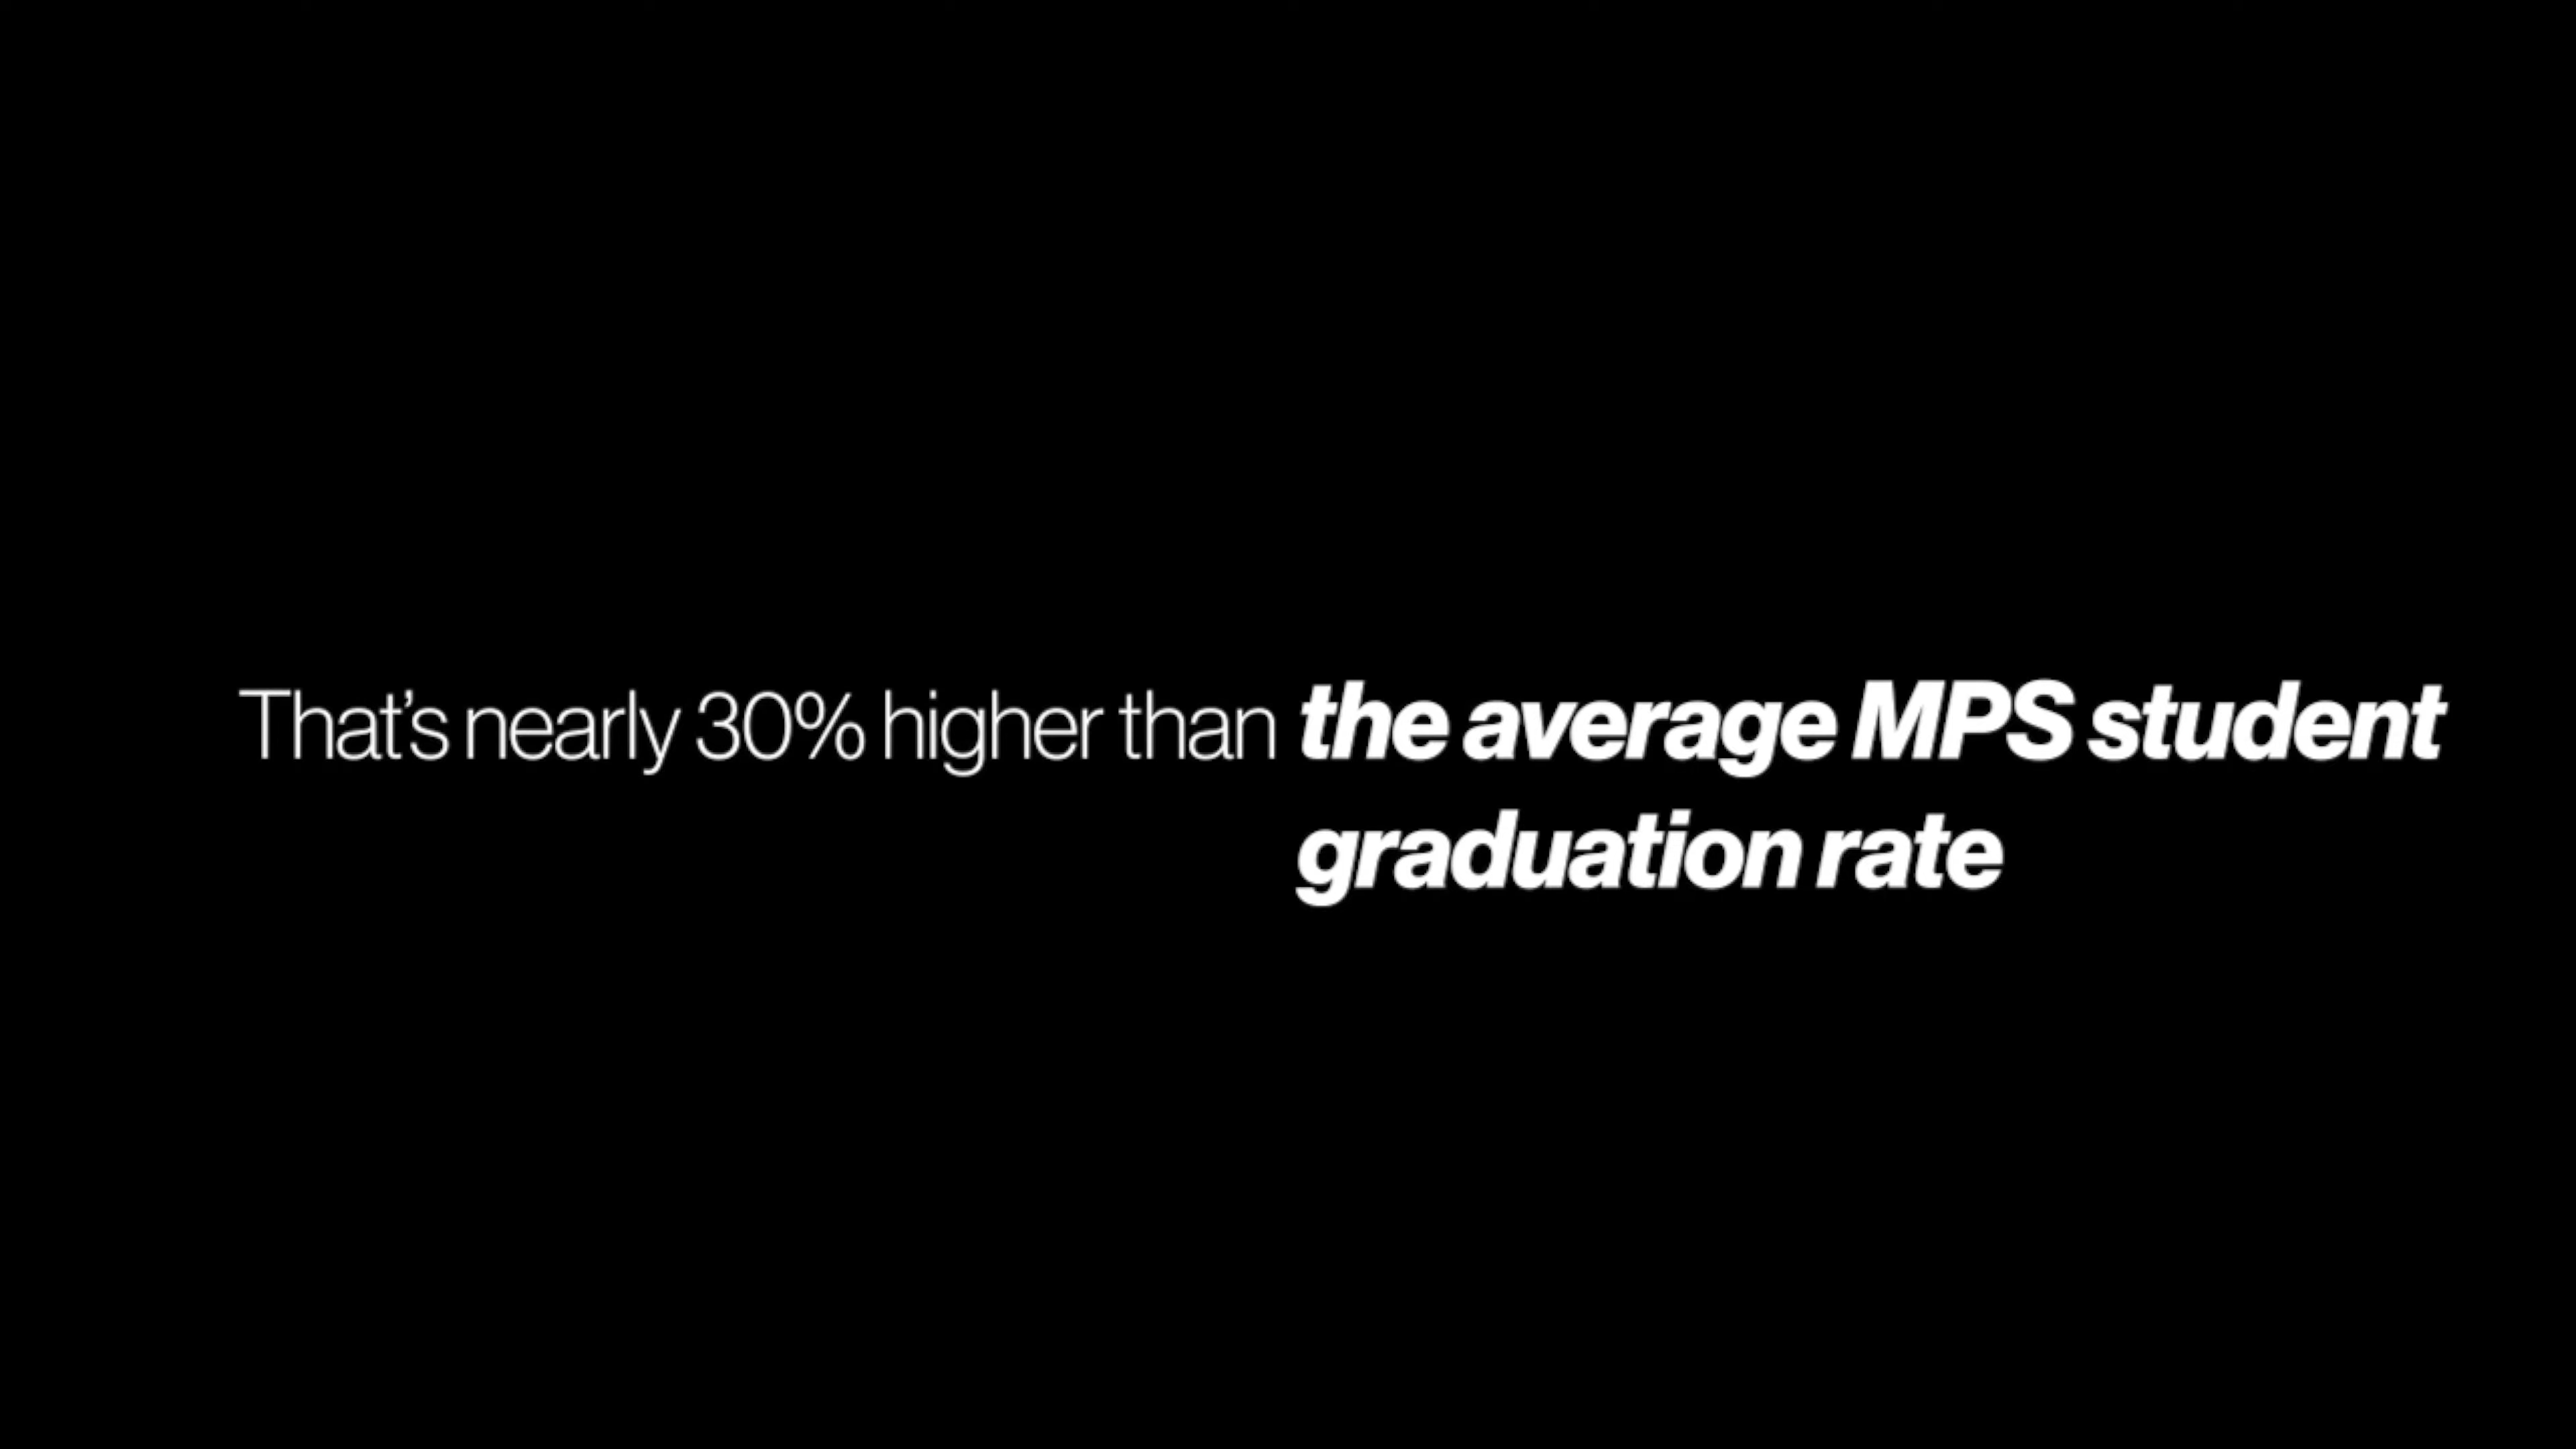 That’s nearly 30% higher than the average MPS student
graduation rate